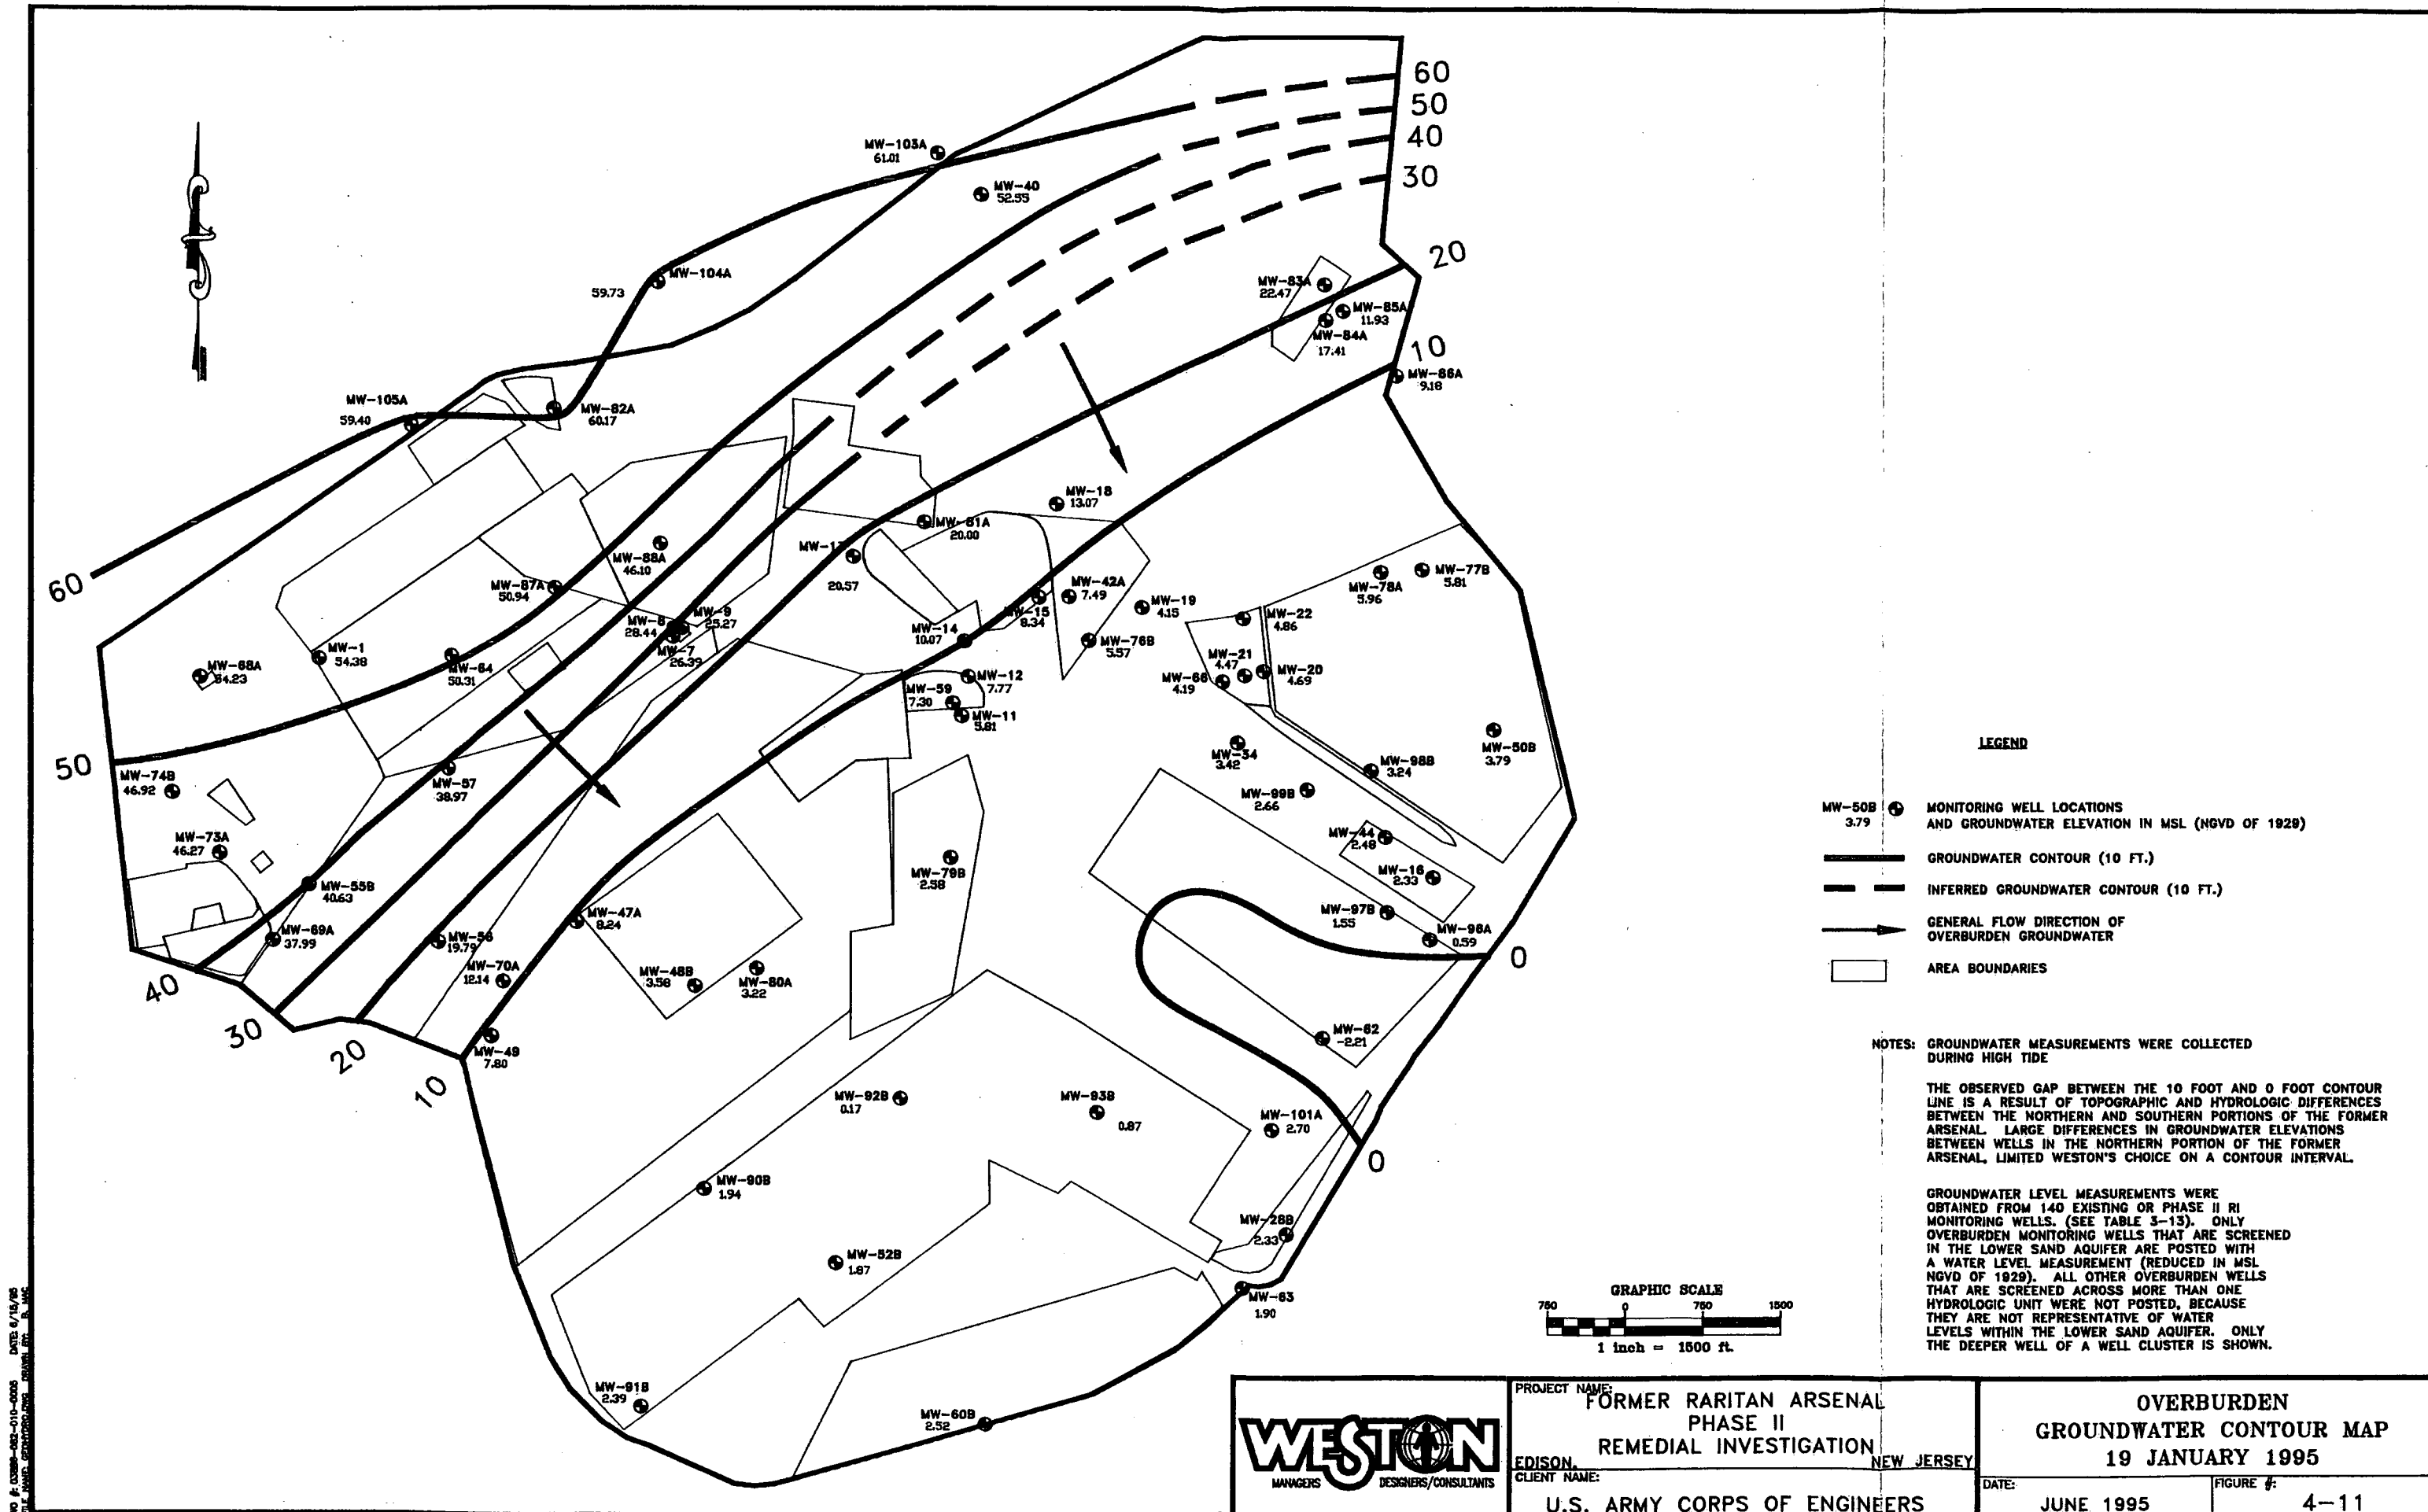 60
50
40
30
20
10
MW-103A
61.01
MW-40
52.55
MW-104A
59.73
MW-83A
22.47
MW-85A
11.93
MW-84A
17.41
MW-86A
9.18
MW-105A
59.40
MW-82A
60.17
MW-18
13.07
MW-81A
20.00
20.57
MW-88A
46.10
MW-87A
50.94
60
MW-42A
7.49
MW-15
8.34
MW-19
4.15
MW-78A
5.96
MW-77B
5.81
MW-9
25.27
MW-8
28.44
MW-7
26.39
MW-14
10.07
MW-76B
5.57
MW-22
4.86
MW-1
54.38
MW-64
50.31
MW-68A
54.23
MW-12
7.77
MW-59
7.30
MW-11
5.81
MW-21
4.47
MW-66
4.19
MW-20
4.69
MW-50B
3.79
MW-34
3.42
MW-98B
3.24
MW-99B
2.66
50
MW-74B
46.92
MW-57
38.97
MW-73A
46.27
MW-55B
40.63
MW-44
2.48
MW-16
2.33
MW-79B
2.58
MW-97B
1.55
MW-96A
0.59
0
MW-69A
37.99
MW-56
19.79
MW-47A
8.24
MW-70A
12.14
MW-48B
3.58
MW-80A
3.22
40
30
20
10
MW-49
7.80
MW-62
-2.21
MW-92B
0.17
MW-93B
0.87
MW-101A
2.70
0
MW-90B
1.94
MW-28B
2.33
MW-52B
1.87
MW-63
1.90
MW-91B
2.39
MW-60B
2.52
LEGEND
MW-50B
3.79
MONITORING WELL LOCATIONS
AND GROUNDWATER ELEVATION IN MSL (NGVD OF 1929)
GROUNDWATER CONTOUR (10 FT.)
INFERRED GROUNDWATER CONTOUR (10 FT.)
GENERAL FLOW DIRECTION OF
OVERBURDEN GROUNDWATER
AREA BOUNDARIES
NOTES: GROUNDWATER MEASUREMENTS WERE COLLECTED
DURING HIGH TIDE
THE OBSERVED GAP BETWEEN THE 10 FOOT AND 0 FOOT CONTOUR
LINE IS A RESULT OF TOPOGRAPHIC AND HYDROLOGIC DIFFERENCES
BETWEEN THE NORTHERN AND SOUTHERN PORTIONS OF THE FORMER
ARSENAL. LARGE DIFFERENCES IN GROUNDWATER ELEVATIONS
BETWEEN WELLS IN THE NORTHERN PORTION OF THE FORMER
ARSENAL, LIMITED WESTON'S CHOICE ON A CONTOUR INTERVAL.
GROUNDWATER LEVEL MEASUREMENTS WERE
OBTAINED FROM 140 EXISTING OR PHASE II RI
MONITORING WELLS. (SEE TABLE 3-13). ONLY
OVERBURDEN MONITORING WELLS THAT ARE SCREENED
IN THE LOWER SAND AQUIFER ARE POSTED WITH
A WATER LEVEL MEASUREMENT (REDUCED IN MSL
NGVD OF 1929). ALL OTHER OVERBURDEN WELLS
THAT ARE SCREENED ACROSS MORE THAN ONE
HYDROLOGIC UNIT WERE NOT POSTED, BECAUSE
THEY ARE NOT REPRESENTATIVE OF WATER
LEVELS WITHIN THE LOWER SAND AQUIFER. ONLY
THE DEEPER WELL OF A WELL CLUSTER IS SHOWN.
GRAPHIC SCALE
750 0 750 1500
1 inch = 1500 ft.
WESTON
MANAGERS DESIGNERS/CONSULTANTS
PROJECT NAME:
FORMER RARITAN ARSENAL
PHASE II
REMEDIAL INVESTIGATION
EDISON, NEW JERSEY
CLIENT NAME:
U.S. ARMY CORPS OF ENGINEERS
OVERBURDEN
GROUNDWATER CONTOUR MAP
19 JANUARY 1995
DATE:
JUNE 1995
FIGURE #:
4-11